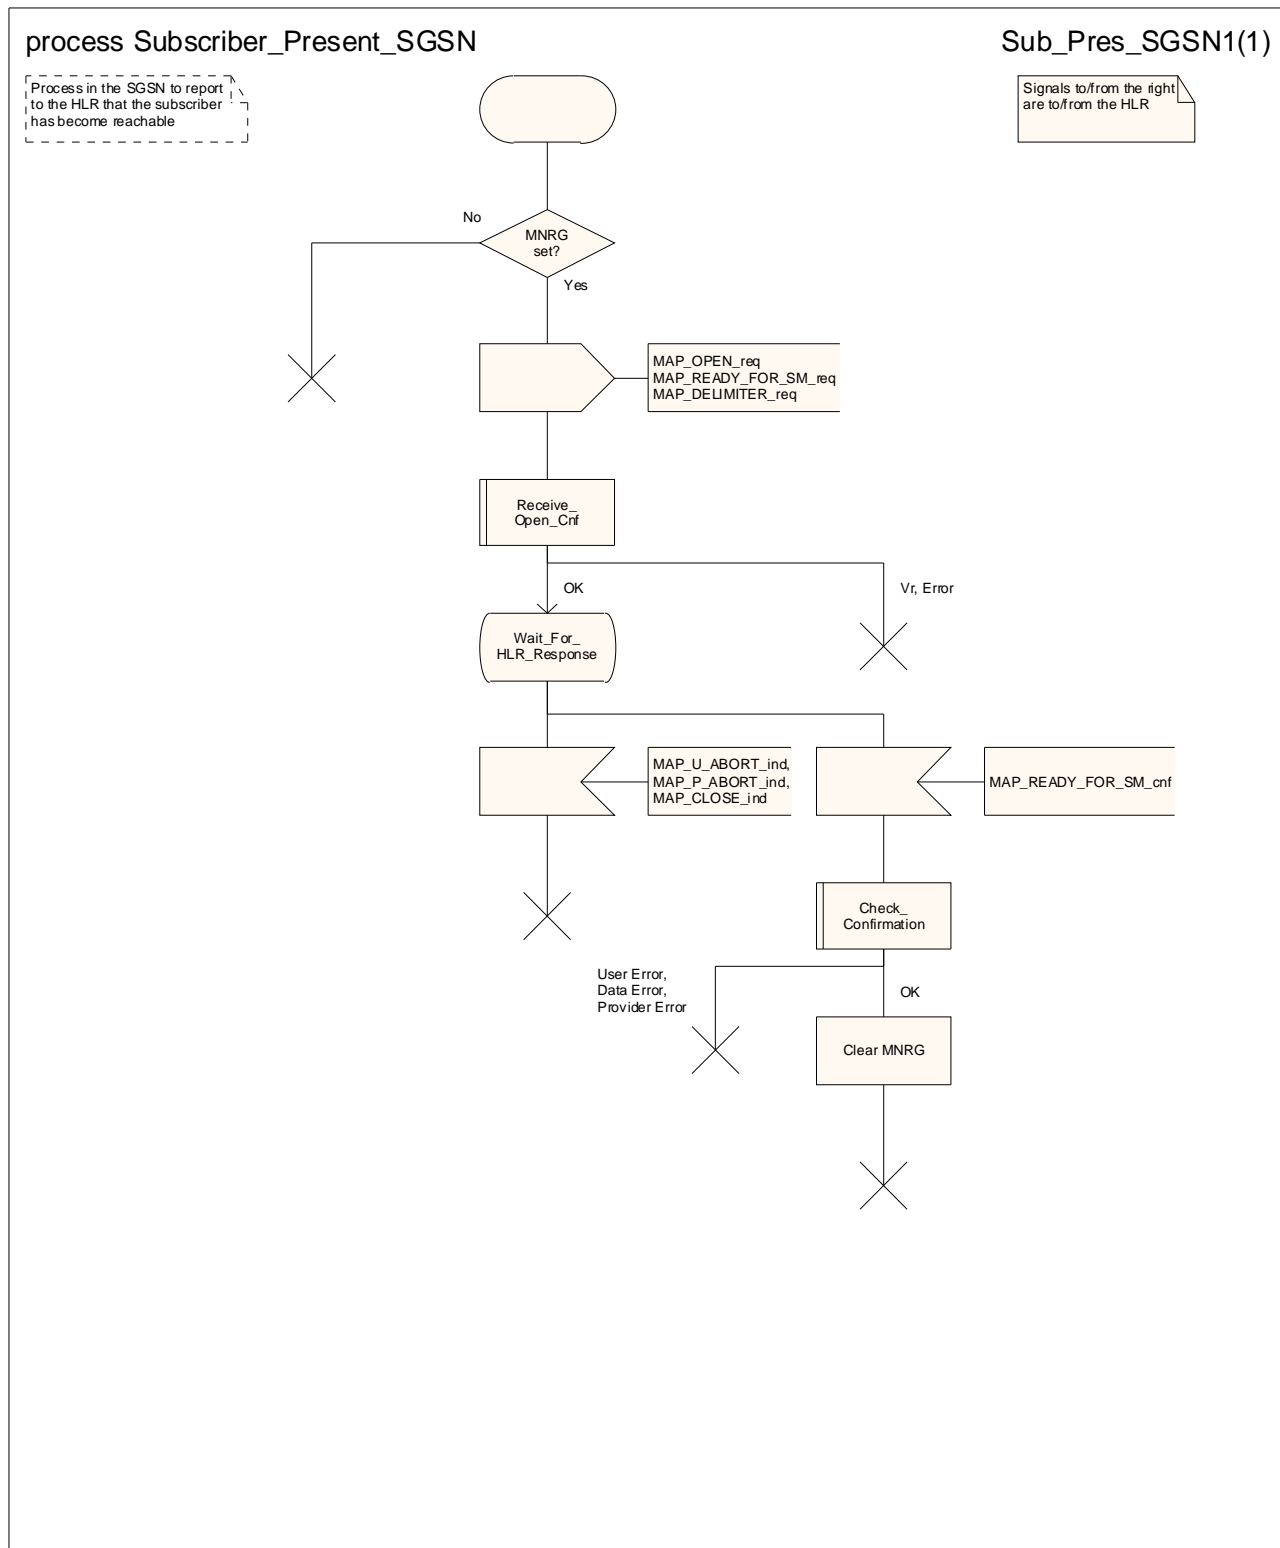 process Subscriber_Present_SGSN
Sub_Pres_SGSN1(1)
Process in the SGSN to report
to the HLR that the subscriber
has become reachable
Signals to/from the right
are to/from the HLR
No
MNRG
set?
Yes
MAP_OPEN_req
MAP_READY_FOR_SM_req
MAP_DELIMITER_req
Receive_
Open_Cnf
OK
Vr, Error
Wait_For_
HLR_Response
MAP_U_ABORT_ind,
MAP_P_ABORT_ind,
MAP_CLOSE_ind
MAP_READY_FOR_SM_cnf
Check_
Confirmation
User Error,
Data Error,
Provider Error
OK
Clear MNRG